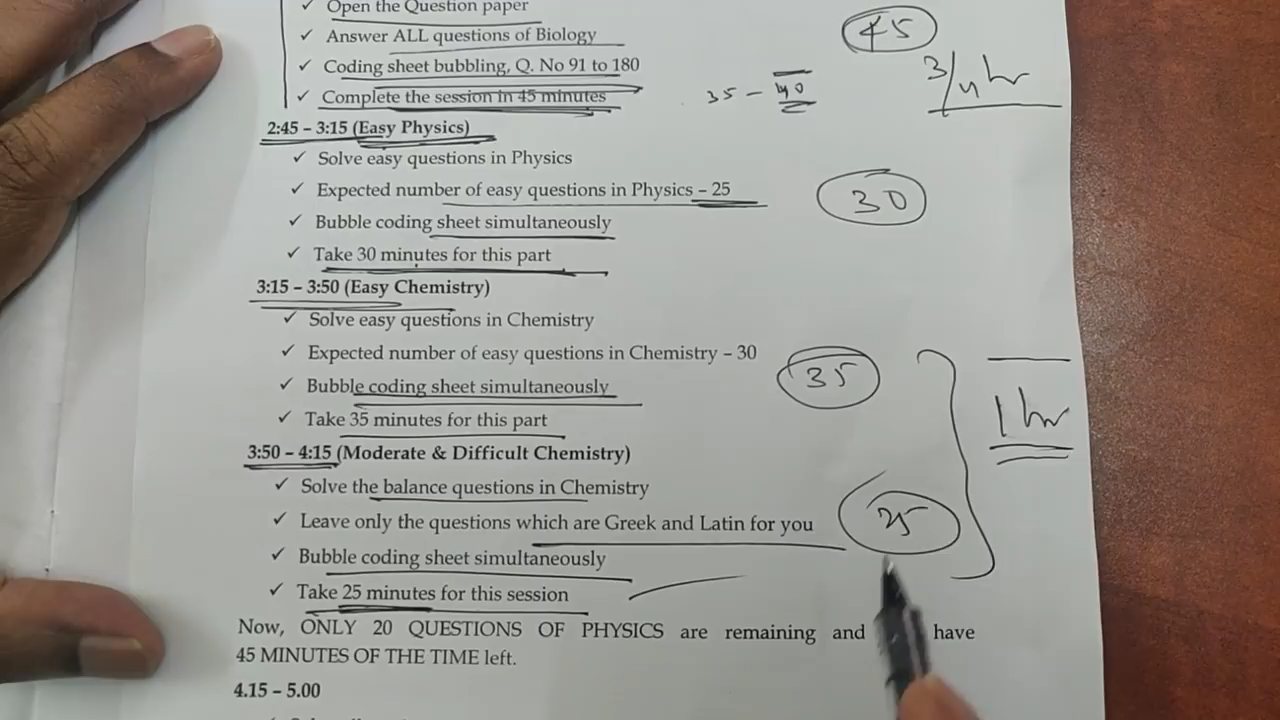 ✓ Open the Question paper
✓ Answer ALL questions of Biology
45
✓ Coding sheet bubbling, Q. No 91 to 180
3/4 hr
✓ Complete the session in 45 minutes
35 - 40
2:45 – 3:15 (Easy Physics)
✓ Solve easy questions in Physics
✓ Expected number of easy questions in Physics – 25
30
✓ Bubble coding sheet simultaneously
✓ Take 30 minutes for this part
3:15 – 3:50 (Easy Chemistry)
✓ Solve easy questions in Chemistry
✓ Expected number of easy questions in Chemistry – 30
35
✓ Bubble coding sheet simultaneously
1 hr
✓ Take 35 minutes for this part
3:50 – 4:15 (Moderate & Difficult Chemistry)
✓ Solve the balance questions in Chemistry
✓ Leave only the questions which are Greek and Latin for you
25
✓ Bubble coding sheet simultaneously
✓ Take 25 minutes for this session
Now, ONLY 20 QUESTIONS OF PHYSICS are remaining and have
45 MINUTES OF THE TIME left.
4.15 – 5.00